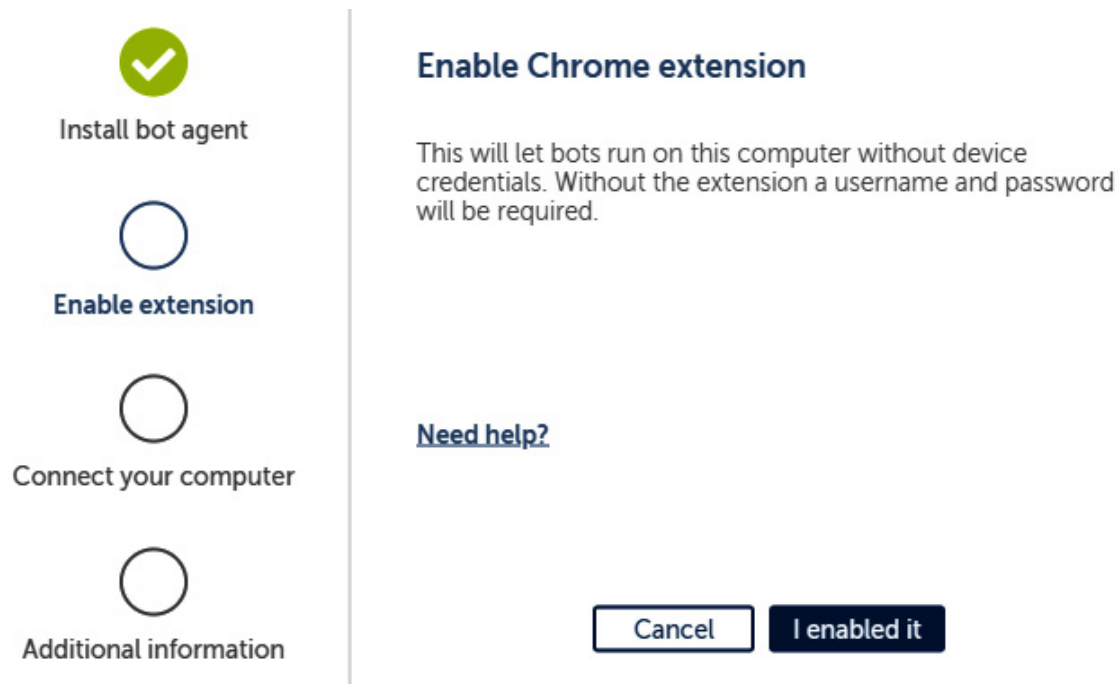 Install bot agent
Enable extension
Connect your computer
Additional information
Enable Chrome extension
This will let bots run on this computer without device
credentials. Without the extension a username and password
will be required.
Need help?
Cancel
I enabled it